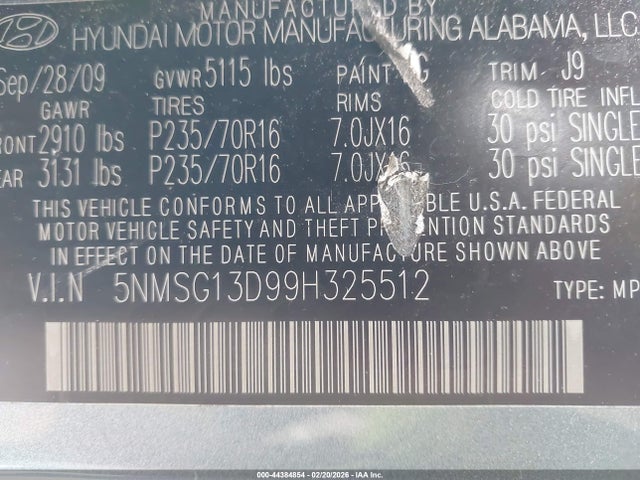 MANUFACTURED BY
HYUNDAI MOTOR MANUFACTURING ALABAMA, LLC
Sep/28/09 GVWR 5115 lbs PAINT G TRIM J9
GAWR TIRES RIMS COLD TIRE INFL
FRONT 2910 lbs P235/70R16 7.0JX16 30 psi SINGLE
EAR 3131 lbs P235/70R16 7.0JX16 30 psi SINGLE
THIS VEHICLE CONFORMS TO ALL APPLICABLE U.S.A. FEDERAL
MOTOR VEHICLE SAFETY AND THEFT PREVENTION STANDARDS
IN EFFECT ON THE DATE OF MANUFACTURE SHOWN ABOVE
V.I.N 5NMSG13D99H325512 TYPE: MP
000-44384854 - 02/20/2026 - IAA Inc.